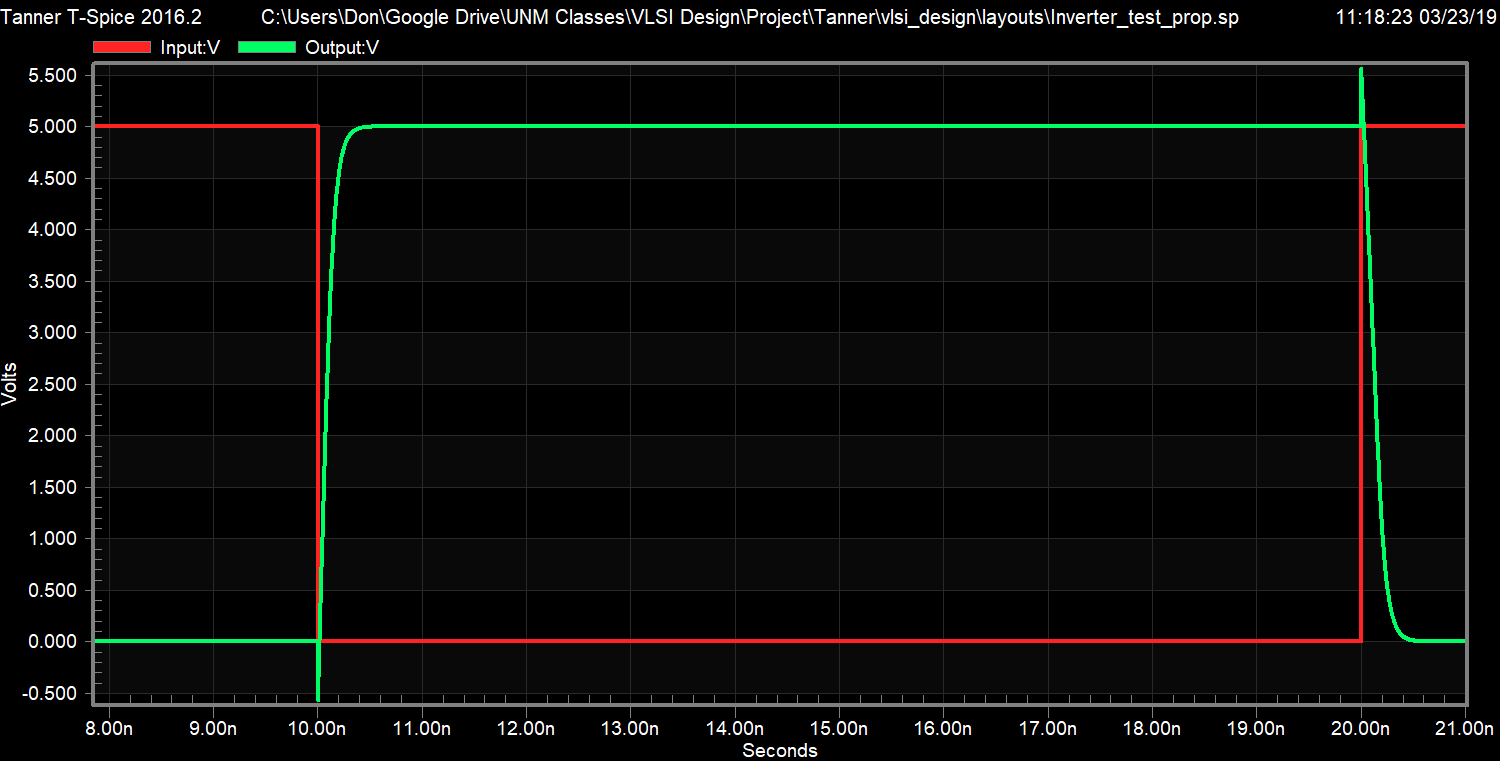 Tanner T-Spice 2016.2 C:\Users\Don\Google Drive\UNM Classes\VLSI Design\Project\Tanner\vlsi_design\layouts\Inverter_test_prop.sp 11:18:23 03/23/19
Input:V Output:V
5.500
5.000
4.500
4.000
3.500
3.000
2.500
2.000
1.500
1.000
0.500
0.000
-0.500
Volts
8.00n 9.00n 10.00n 11.00n 12.00n 13.00n 14.00n 15.00n 16.00n 17.00n 18.00n 19.00n 20.00n 21.00n
Seconds